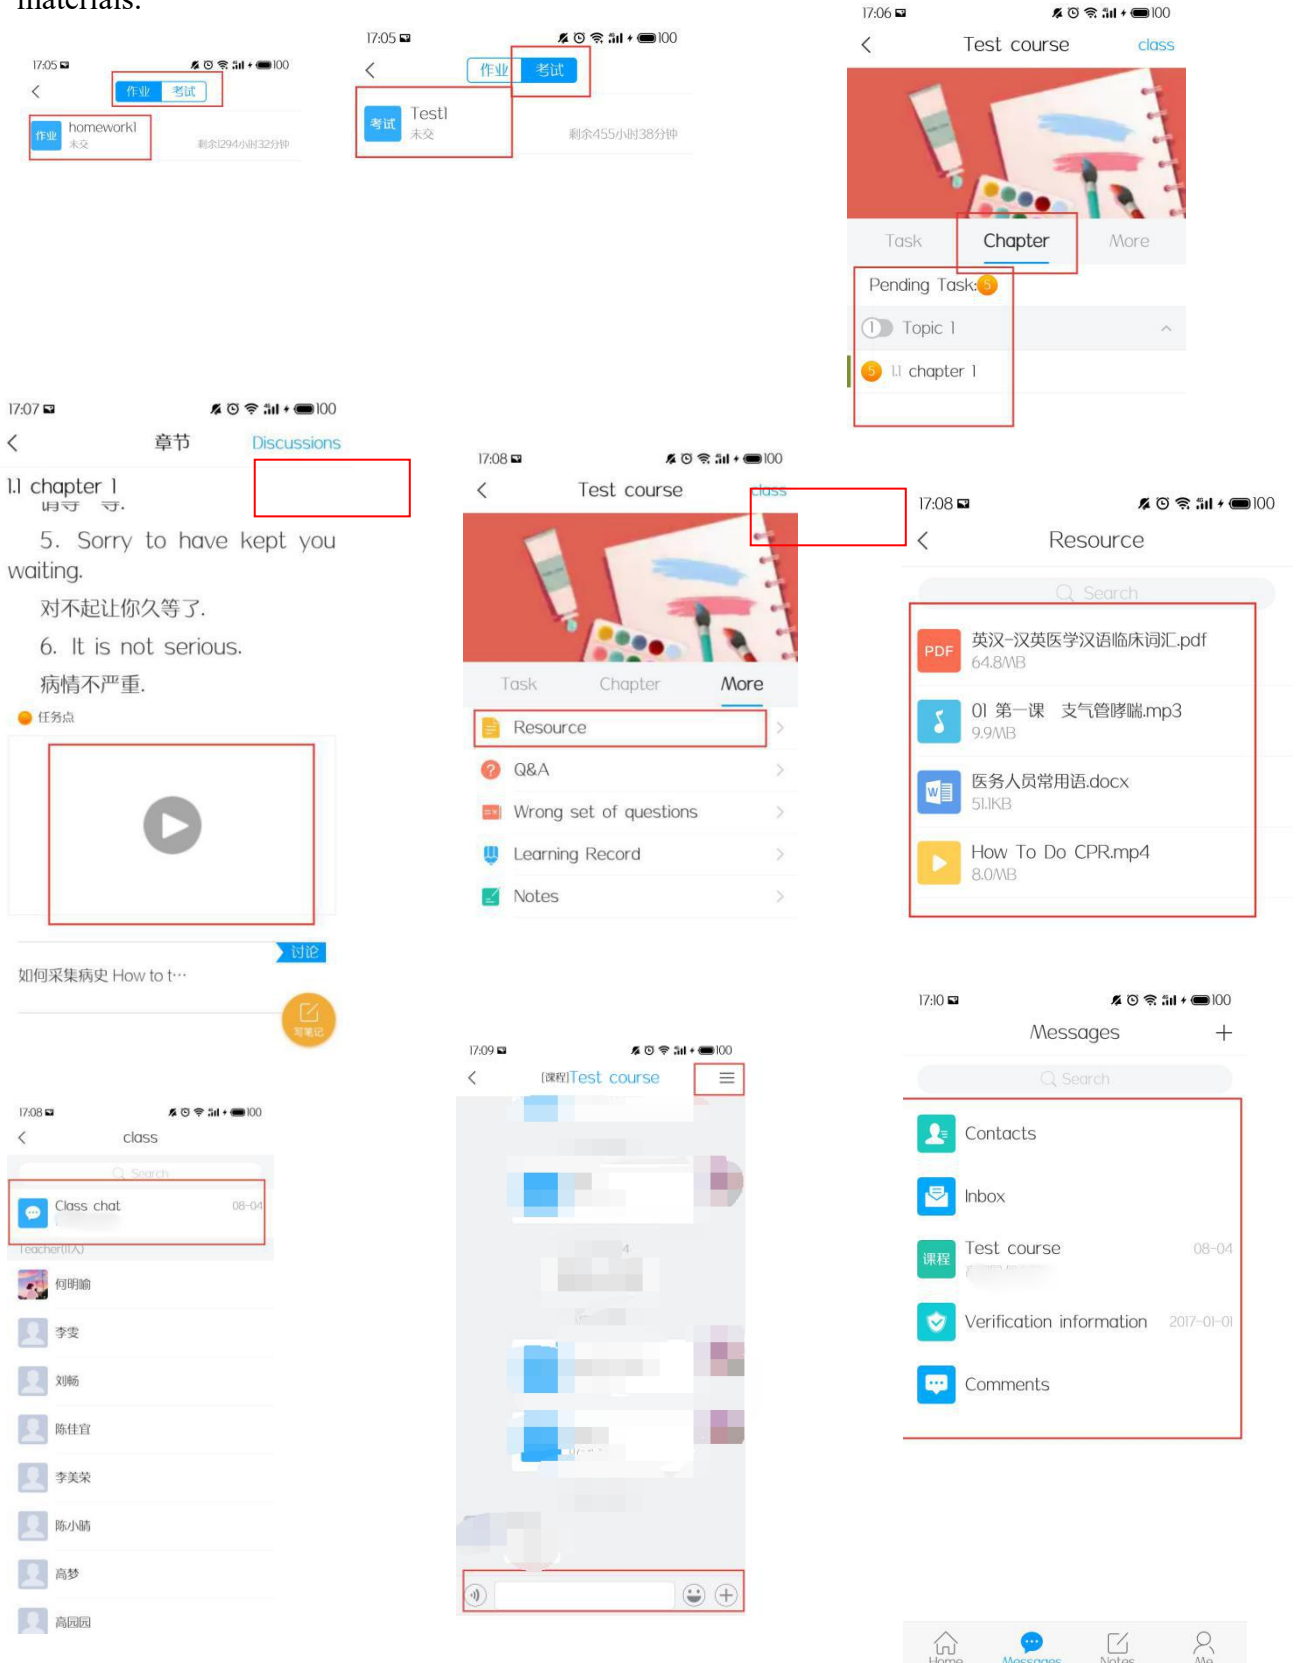 materials.
17:05 100
作业 考试
作业 homework1
未交 剩余1294小时32分钟
17:05 100
作业 考试
考试 Test1
未交 剩余455小时38分钟
17:06 100
Test course class
Task Chapter More
Pending Task: 5
1 Topic 1
5 1.1 chapter 1
17:07 100
章节 Discussions
1.1 chapter 1
5. Sorry to have kept you
waiting.
对不起让你久等了.
6. It is not serious.
病情不严重.
任务点
讨论
如何采集病史 How to t…
写笔记
17:08 100
Test course class
Task Chapter More
Resource
Q&A
Wrong set of questions
Learning Record
Notes
17:08 100
Resource
Search
PDF 英汉-汉英医学汉语临床词汇.pdf
64.8MB
01 第一课 支气管哮喘.mp3
9.9MB
W 医务人员常用语.docx
51.1KB
How To Do CPR.mp4
8.0MB
17:08 100
class
Search
Class chat 08-04
Teacher(11人)
何明喻
李雯
刘畅
陈佳宜
李美荣
陈小晴
高梦
高园园
17:09 100
[课程]Test course
17:10 100
Messages
Search
Contacts
Inbox
课程 Test course 08-04
Verification information 2017-01-01
Comments
Home Messages Notes Me